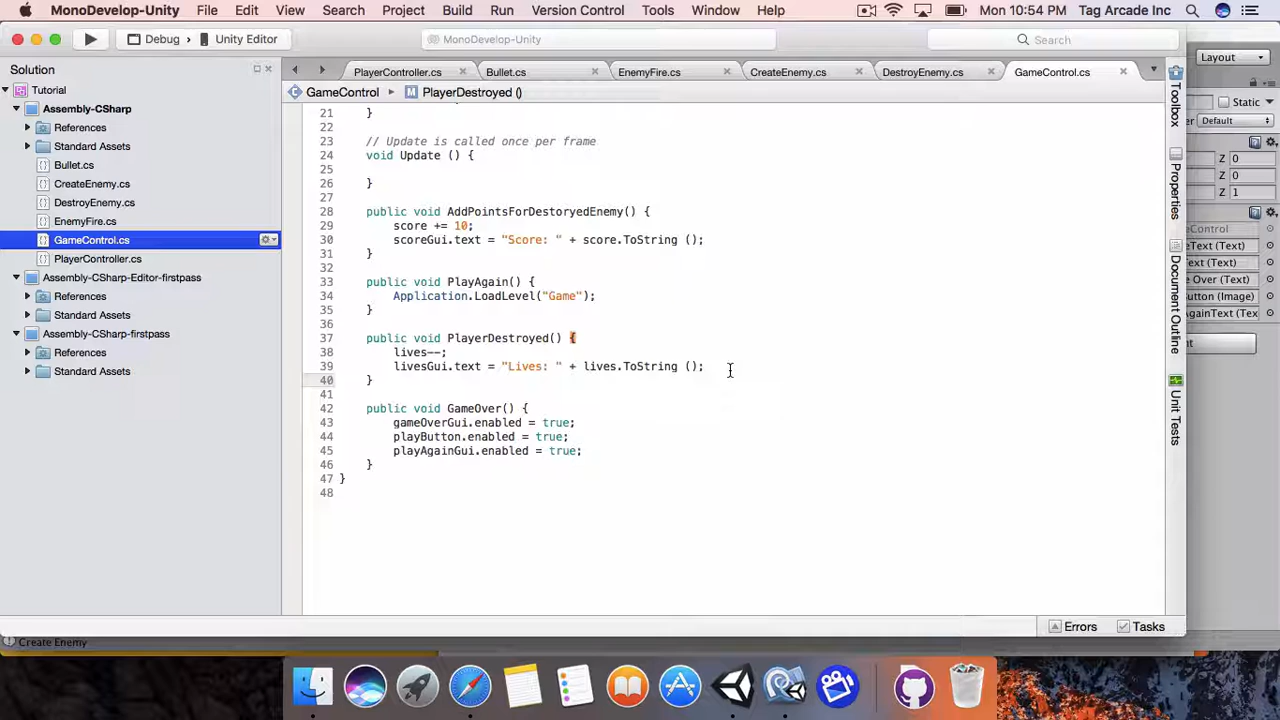 MonoDevelop-Unity File Edit View Search Project Build Run Version Control Tools Window Help Mon 10:54 PM Tag Arcade Inc
Debug Unity Editor MonoDevelop-Unity Search
Layout
Solution
PlayerController.cs Bullet.cs EnemyFire.cs CreateEnemy.cs DestroyEnemy.cs GameControl.cs
GameControl PlayerDestroyed ()
Tutorial
Assembly-CSharp
References
Standard Assets
Bullet.cs
CreateEnemy.cs
DestroyEnemy.cs
EnemyFire.cs
GameControl.cs
PlayerController.cs
Assembly-CSharp-Editor-firstpass
References
Standard Assets
Assembly-CSharp-firstpass
References
Standard Assets
21 }
22
23 // Update is called once per frame
24 void Update () {
25
26 }
27
28 public void AddPointsForDestoryedEnemy() {
29 score += 10;
30 scoreGui.text = "Score: " + score.ToString ();
31 }
32
33 public void PlayAgain() {
34 Application.LoadLevel("Game");
35 }
36
37 public void PlayerDestroyed() {
38 lives--;
39 livesGui.text = "Lives: " + lives.ToString ();
40 }
41
42 public void GameOver() {
43 gameOverGui.enabled = true;
44 playButton.enabled = true;
45 playAgainGui.enabled = true;
46 }
47 }
48
Toolbox
Properties
Document Outline
Unit Tests
Static
Default
Z 0
Z 0
Z 1
Text (Text)
Over (Text)
(Image)
Errors Tasks
Create Enemy